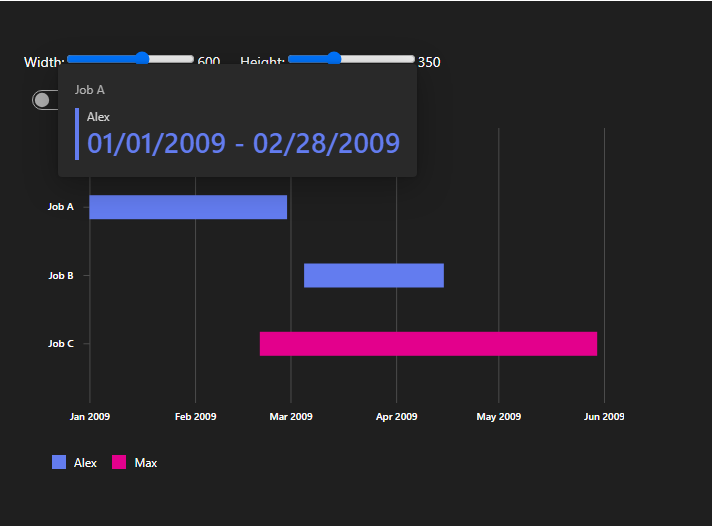 Width: 600 Height: 350
Job A
Alex
01/01/2009 - 02/28/2009
Job A
Job B
Job C
Jan 2009 Feb 2009 Mar 2009 Apr 2009 May 2009 Jun 2009
Alex Max